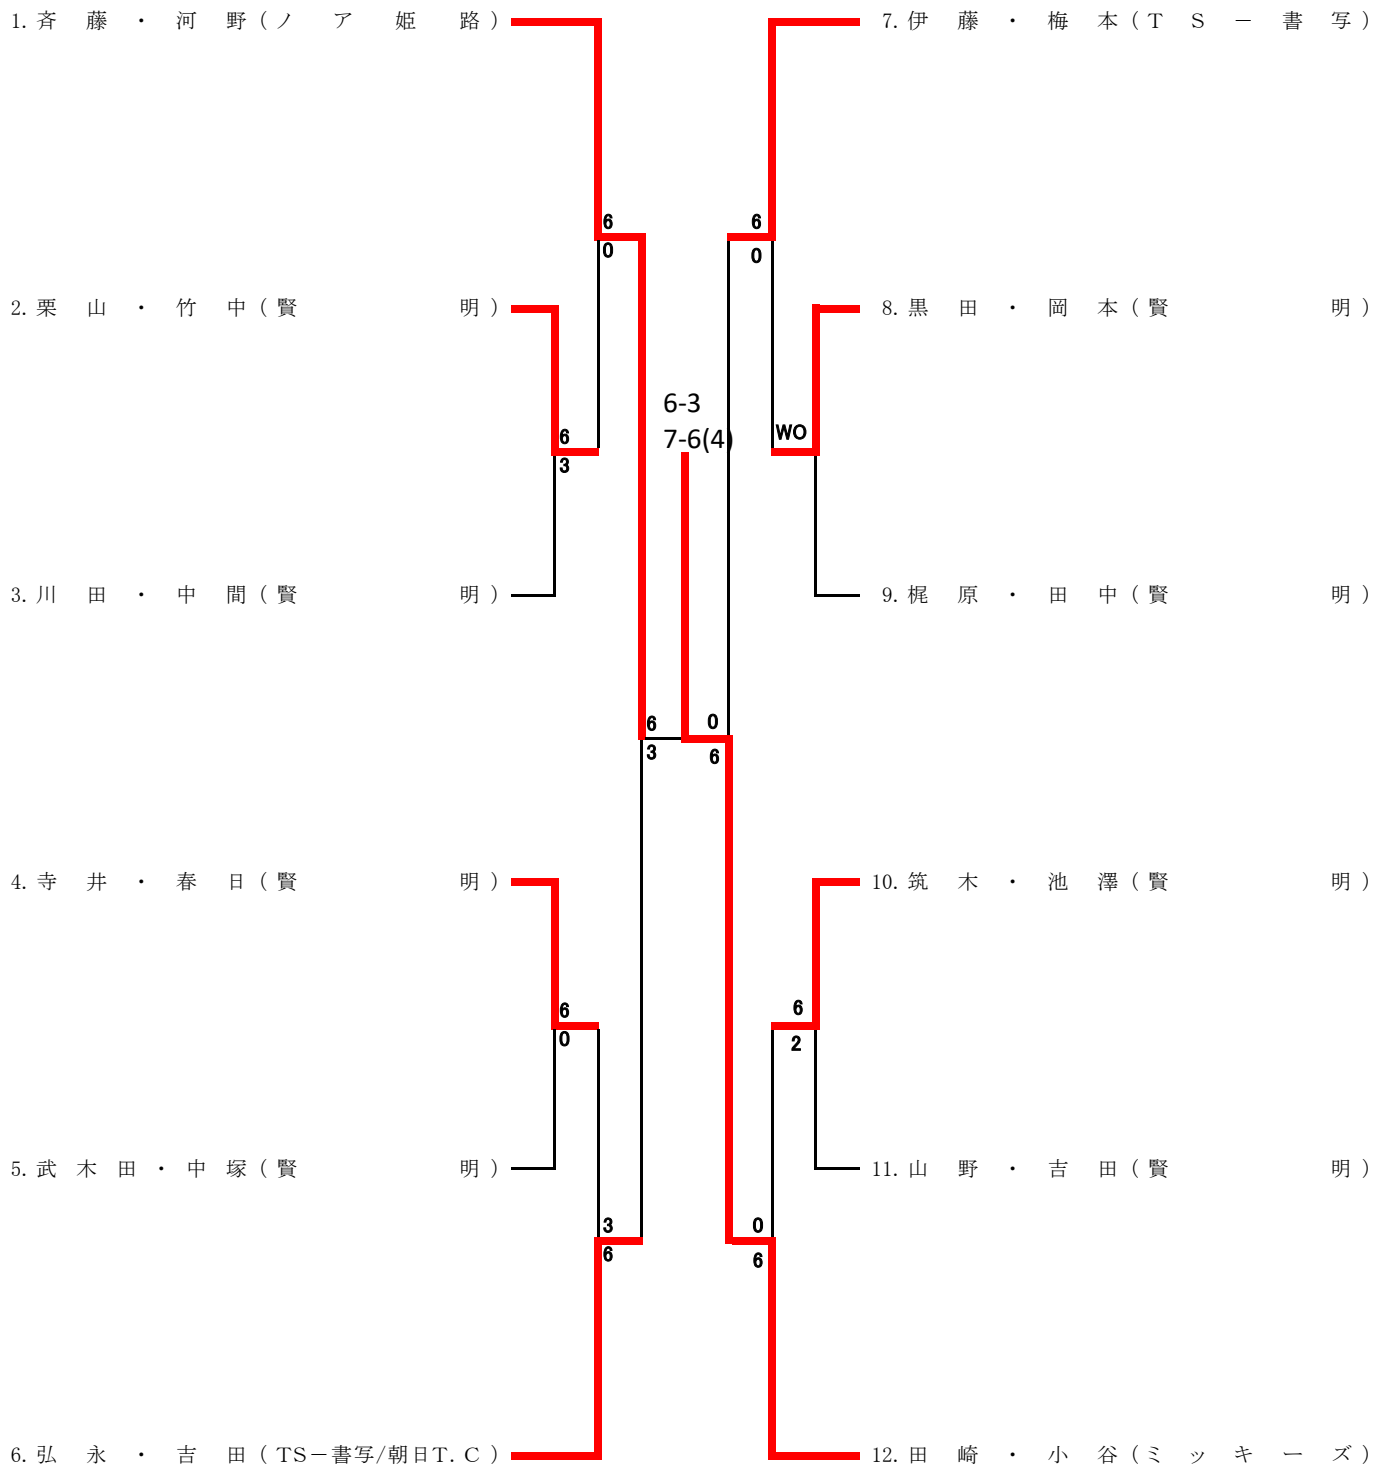 1. 斉藤・河野(ノア姫路)
7. 伊藤・梅本(TS－書写)
6
0
6
0
2. 栗山・竹中(賢明)
8. 黒田・岡本(賢明)
6-3
7-6(4)
6
3
WO
3. 川田・中間(賢明)
9. 梶原・田中(賢明)
6
3
0
6
4. 寺井・春日(賢明)
10. 筑木・池澤(賢明)
6
0
6
2
5. 武木田・中塚(賢明)
11. 山野・吉田(賢明)
3
6
0
6
6. 弘永・吉田(TS－書写/朝日T.C)
12. 田崎・小谷(ミッキーズ)